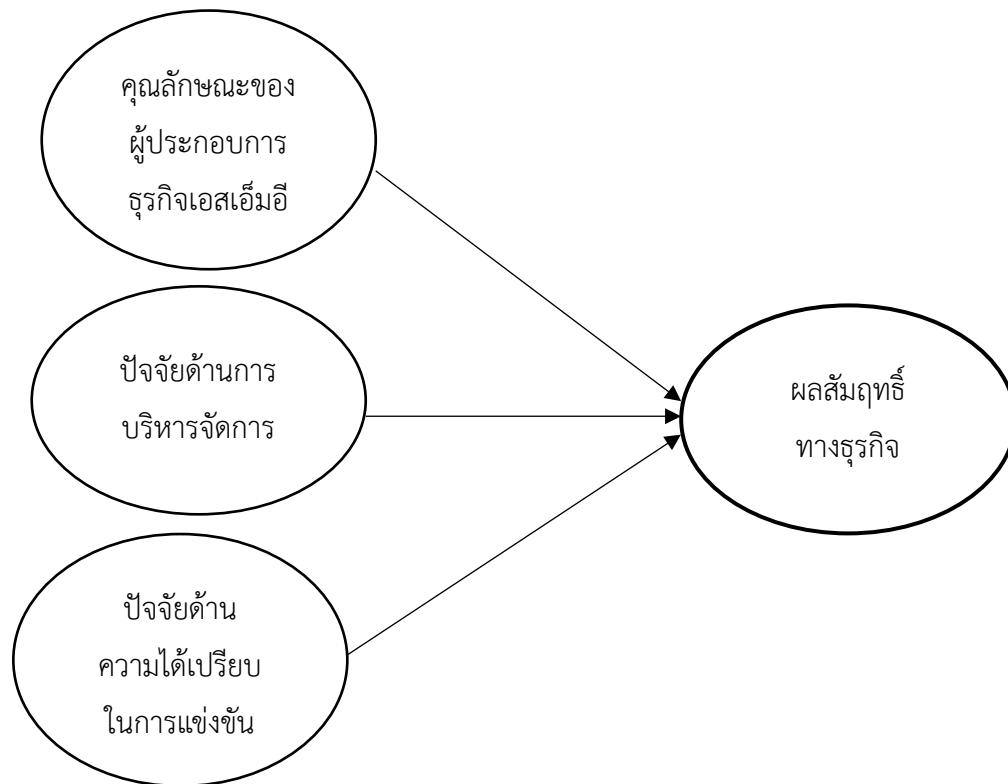 คุณลักษณะของ
ผู้ประกอบการ
ธุรกิจเอสเอ็มอี
ปัจจัยด้านการ
บริหารจัดการ
ผลสัมฤทธิ์
ทางธุรกิจ
ปัจจัยด้าน
ความได้เปรียบ
ในการแข่งขัน